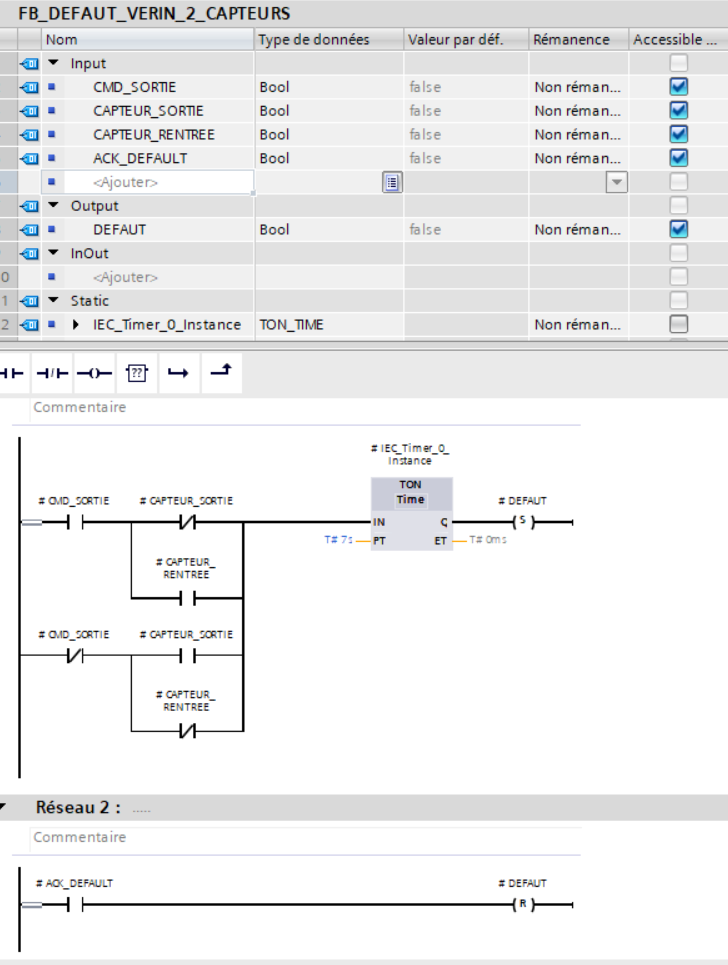 FB_DEFAUT_VERIN_2_CAPTEURS
Nom Type de données Valeur par déf. Rémanence Accessible ...
Input
CMD_SORTIE Bool false Non réman...
CAPTEUR_SORTIE Bool false Non réman...
CAPTEUR_RENTREE Bool false Non réman...
ACK_DEFAULT Bool false Non réman...
<Ajouter>
Output
DEFAUT Bool false Non réman...
InOut
0 <Ajouter>
1 Static
2 IEC_Timer_0_Instance TON_TIME Non réman...
??
Commentaire
#IEC_Timer_0_
Instance
TON
Time
#CMD_SORTIE #CAPTEUR_SORTIE #DEFAUT
IN Q S
T#7s PT ET T#0ms
#CAPTEUR_
RENTREE
#CMD_SORTIE #CAPTEUR_SORTIE
#CAPTEUR_
RENTREE
Réseau 2 : .....
Commentaire
#ACK_DEFAULT #DEFAUT
R